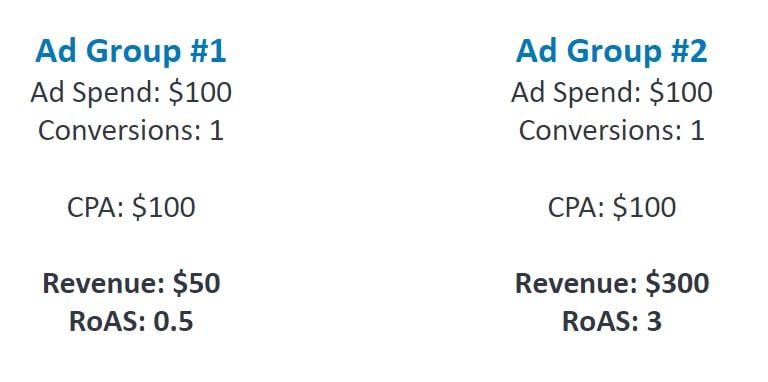 Ad Group #1
Ad Spend: $100
Conversions: 1
CPA: $100
Revenue: $50
RoAS: 0.5
Ad Group #2
Ad Spend: $100
Conversions: 1
CPA: $100
Revenue: $300
RoAS: 3